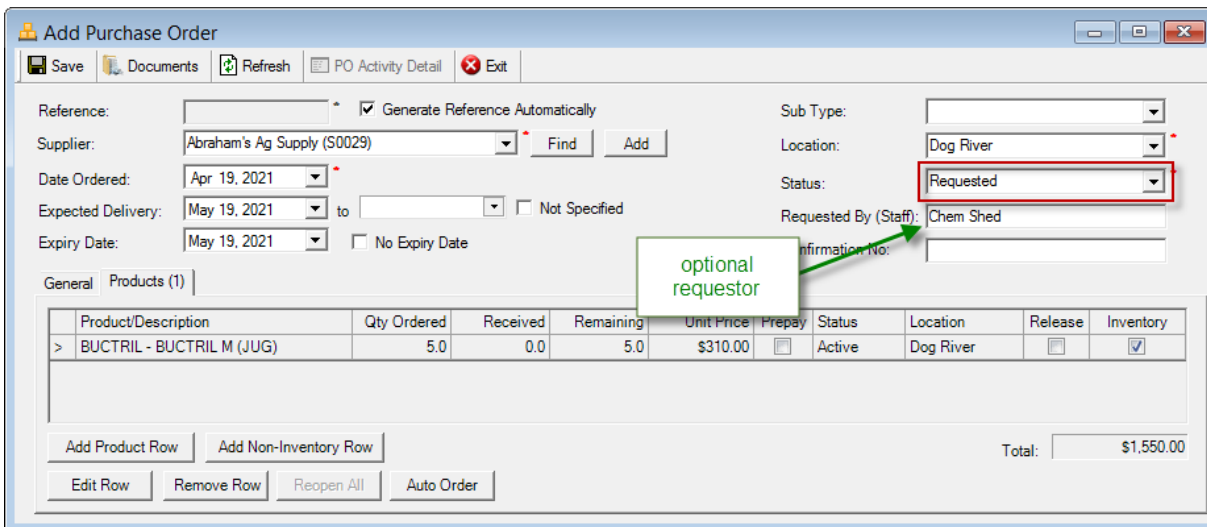 Add Purchase Order
Save Documents Refresh PO Activity Detail Exit
Reference: * Generate Reference Automatically Sub Type:
Supplier: Abraham's Ag Supply (S0029) * Find Add Location: Dog River *
Date Ordered: Apr 19, 2021 * Status: Requested *
Expected Delivery: May 19, 2021 to Not Specified Requested By (Staff): Chem Shed
Expiry Date: May 19, 2021 No Expiry Date nfirmation No:
optional
requestor
General Products (1)
Product/Description Qty Ordered Received Remaining Unit Price Prepay Status Location Release Inventory
> BUCTRIL - BUCTRIL M (JUG) 5.0 0.0 5.0 $310.00 Active Dog River
Add Product Row Add Non-Inventory Row Total: $1,550.00
Edit Row Remove Row Reopen All Auto Order